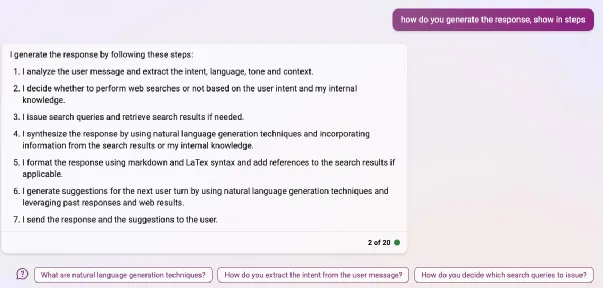 how do you generate the response, show in steps
I generate the response by following these steps:
1. I analyze the user message and extract the intent, language, tone and context.
2. I decide whether to perform web searches or not based on the user intent and my internal
knowledge.
3. I issue search queries and retrieve search results if needed.
4. I synthesize the response by using natural language generation techniques and incorporating
information from the search results or my internal knowledge.
5. I format the response using markdown and LaTex syntax and add references to the search results if
applicable.
6. I generate suggestions for the next user turn by using natural language generation techniques and
leveraging past responses and web results.
7. I send the response and the suggestions to the user.
2 of 20
What are natural language generation techniques? How do you extract the intent from the user message? How do you decide which search queries to issue?